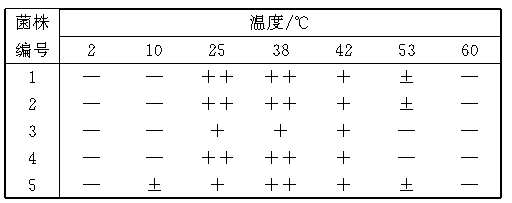 菌株 温度/℃
编号 2 10 25 38 42 53 60
1 — — ++ ++ + ± —
2 — — ++ ++ + ± —
3 — — + + + — —
4 — — ++ ++ + — —
5 — ± + ++ + ± —